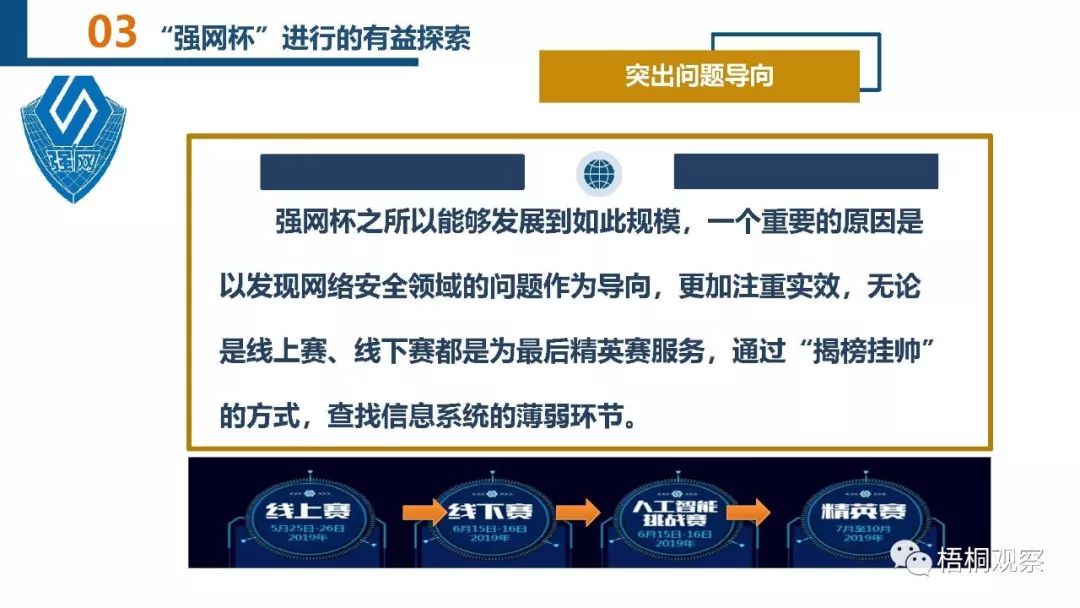 03 “强网杯”进行的有益探索
突出问题导向
强网
强网杯之所以能够发展到如此规模，一个重要的原因是
以发现网络安全领域的问题作为导向，更加注重实效，无论
是线上赛、线下赛都是为最后精英赛服务，通过“揭榜挂帅”
的方式，查找信息系统的薄弱环节。
线上赛
5月25日-26日
2019年
线下赛
6月15日-16日
2019年
人工智能
挑战赛
6月15日-16日
2019年
精英赛
7月至10月
2019年
梧桐观察